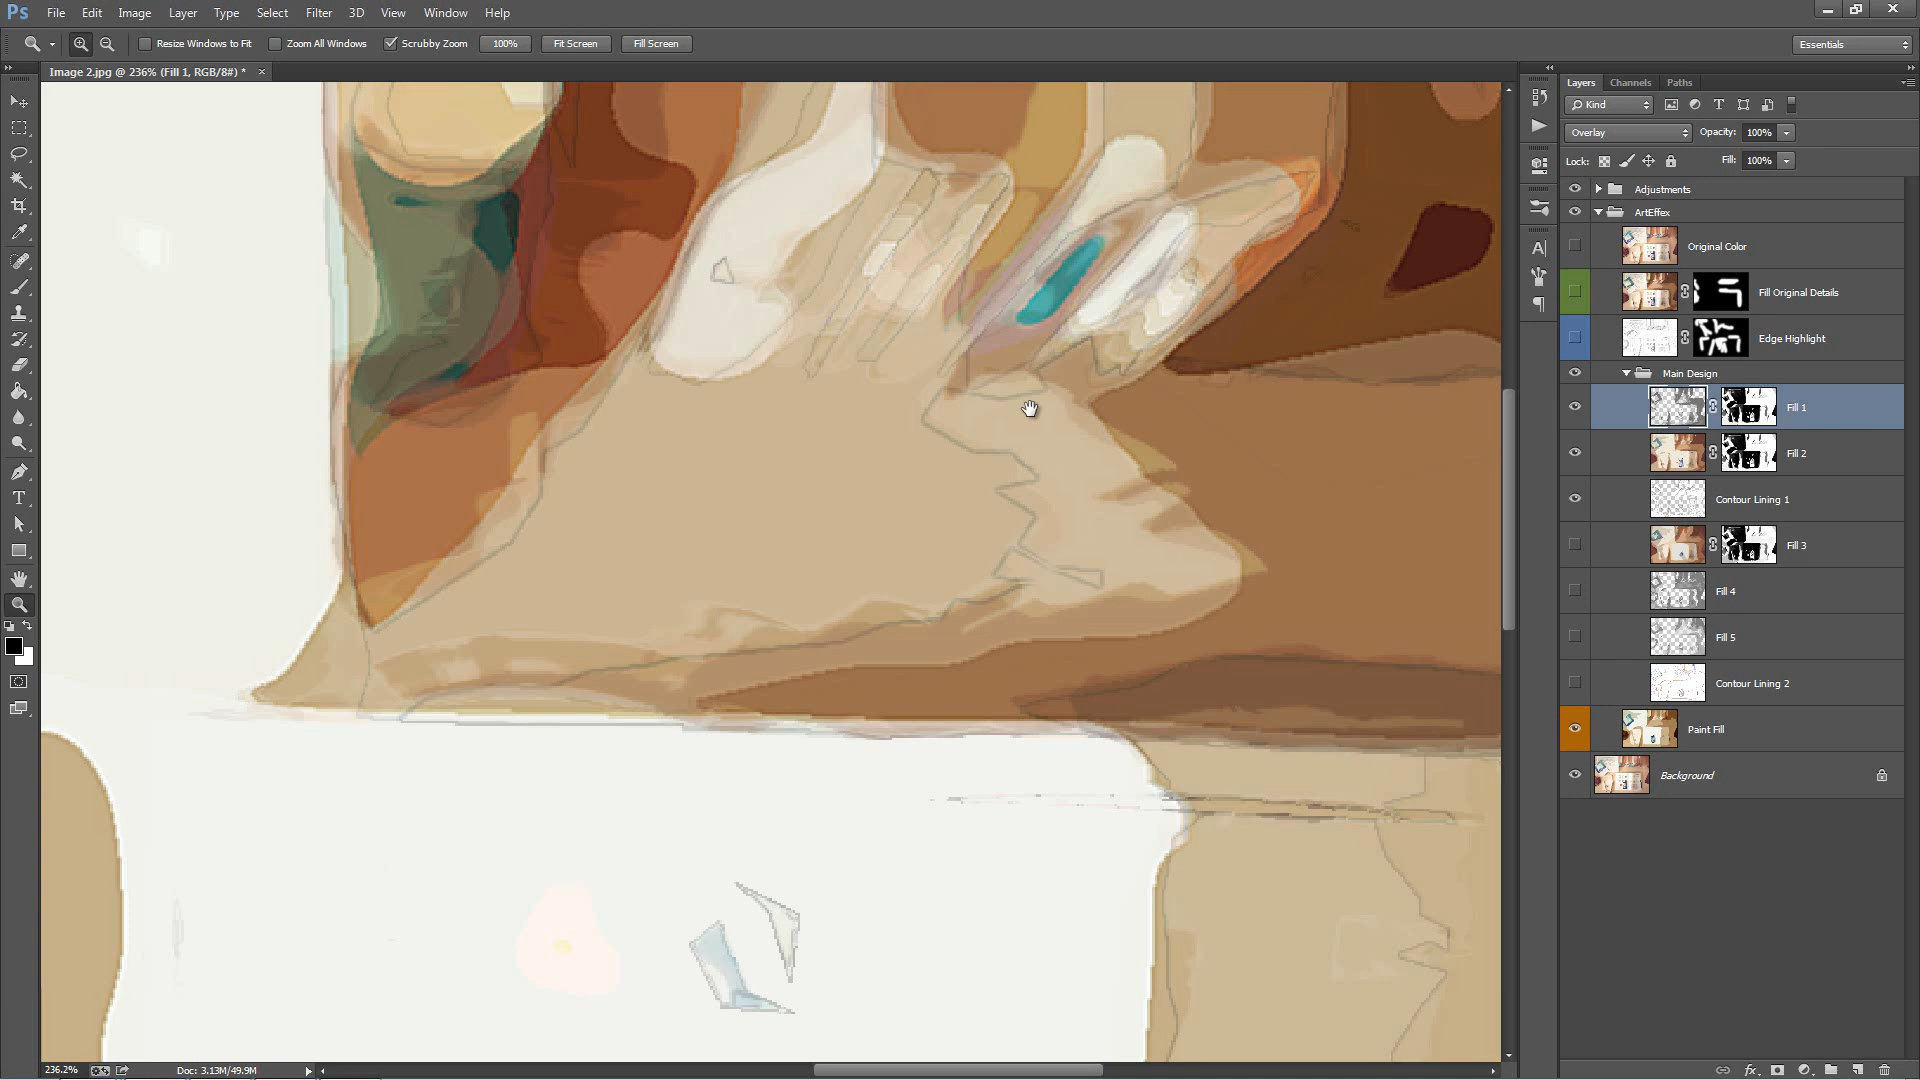 Ps File Edit Image Layer Type Select Filter 3D View Window Help
Resize Windows to Fit Zoom All Windows Scrubby Zoom 100% Fit Screen Fill Screen Essentials
Image 2.jpg @ 236% (Fill 1, RGB/8#) *
Layers Channels Paths
Kind
Overlay Opacity: 100%
Lock: Fill: 100%
Adjustments
ArtEffex
Original Color
Fill Original Details
Edge Highlight
Main Design
Fill 1
Fill 2
Contour Lining 1
Fill 3
Fill 4
Fill 5
Contour Lining 2
Paint Fill
Background
236.2% Doc: 3.13M/49.9M